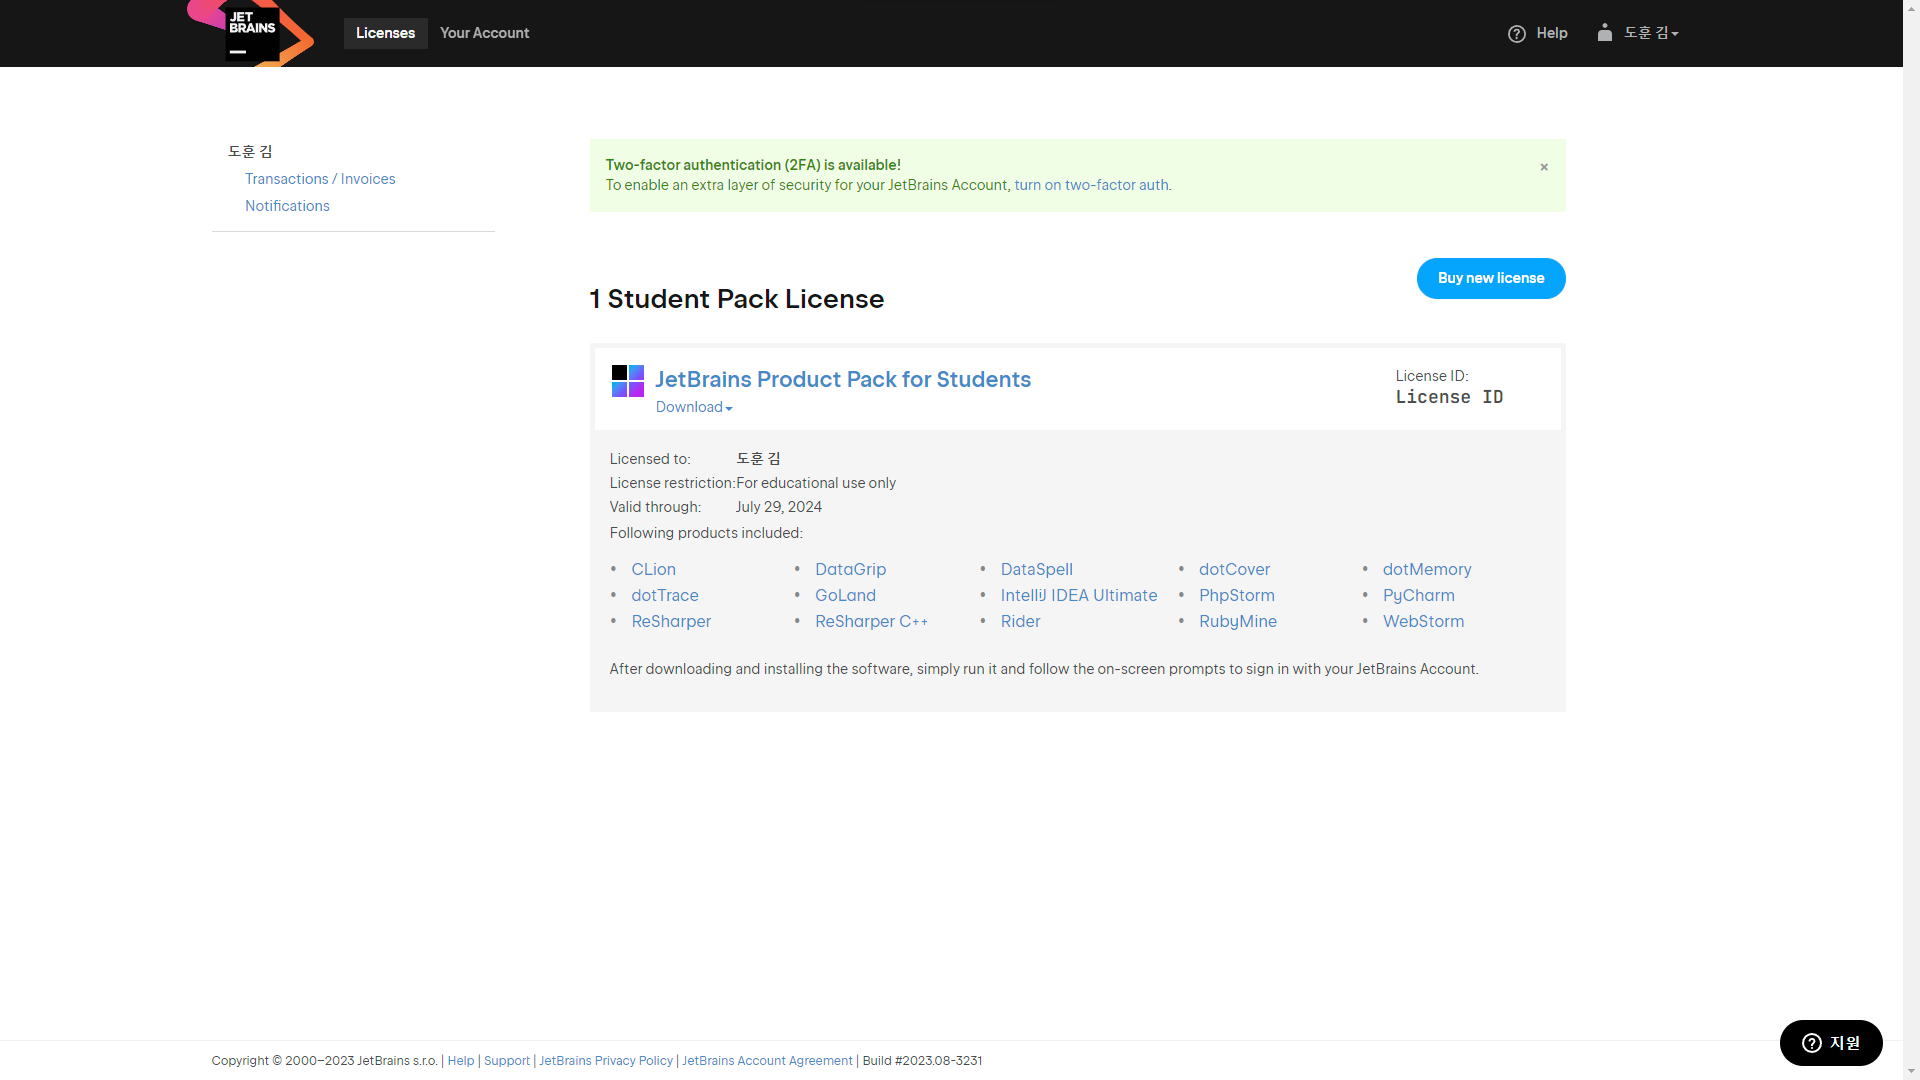 JET
BRAINS
Licenses
Your Account
Help
도훈 김
도훈 김
Transactions / Invoices
Notifications
Two-factor authentication (2FA) is available!
×
To enable an extra layer of security for your JetBrains Account, turn on two-factor auth.
Buy new license
1 Student Pack License
JetBrains Product Pack for Students
Download
License ID:
License ID
Licensed to: 도훈 김
License restriction:For educational use only
Valid through: July 29, 2024
Following products included:
• CLion • DataGrip • DataSpell • dotCover • dotMemory
• dotTrace • GoLand • IntelliJ IDEA Ultimate • PhpStorm • PyCharm
• ReSharper • ReSharper C++ • Rider • RubyMine • WebStorm
After downloading and installing the software, simply run it and follow the on-screen prompts to sign in with your JetBrains Account.
? 지원
Copyright © 2000–2023 JetBrains s.r.o. | Help | Support | JetBrains Privacy Policy | JetBrains Account Agreement | Build #2023.08-3231